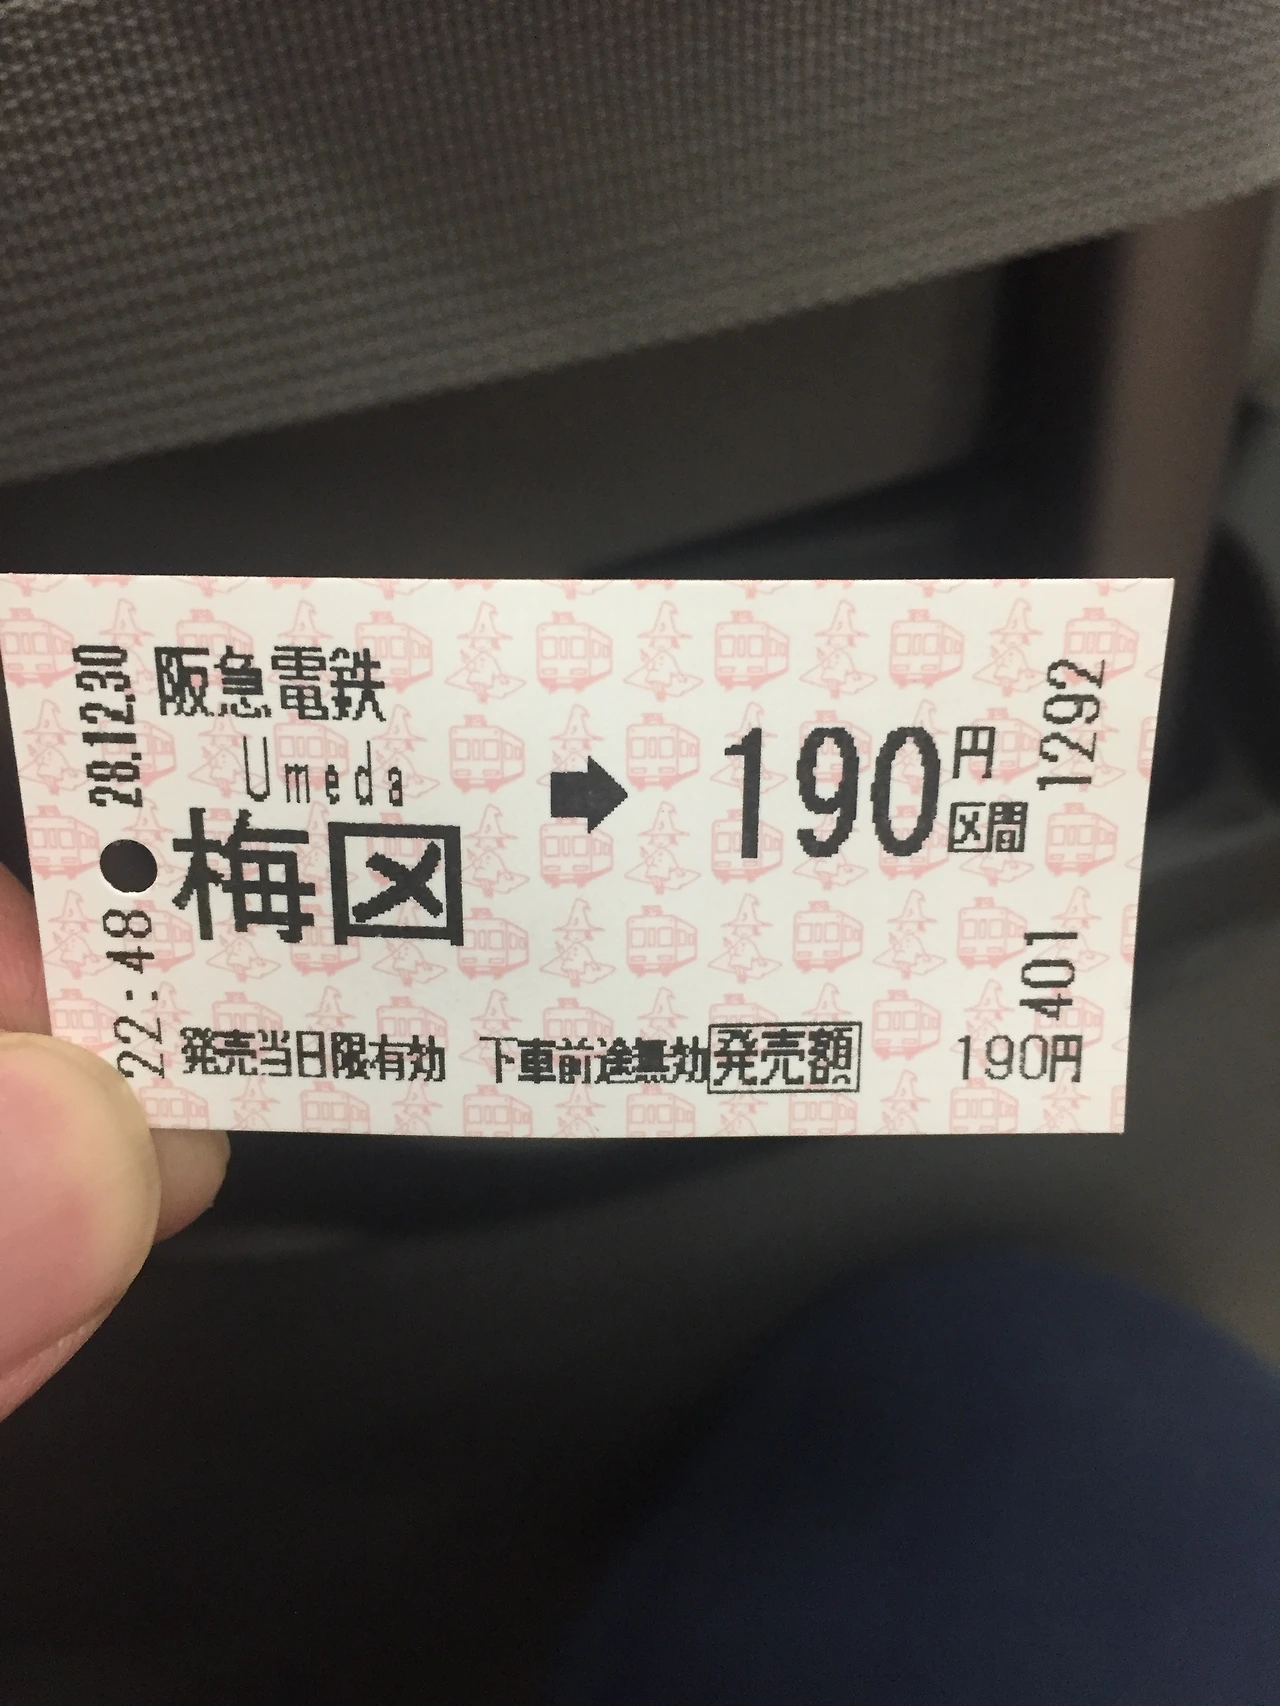 阪急電鉄
Umeda
梅田
190円
区間
発売当日限有効 下車前途無効 発売額 190円
28.12.30
22:48
1292
401